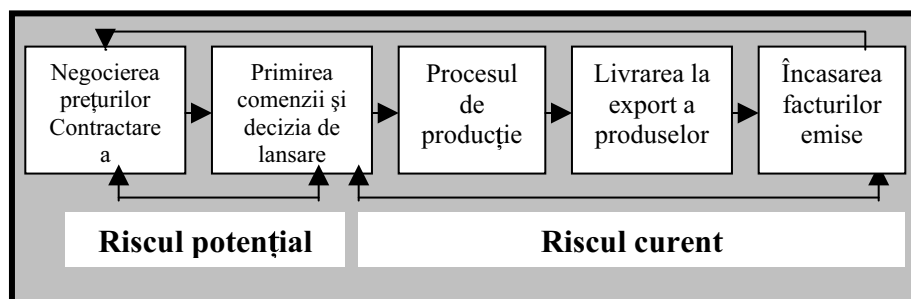 Negocierea
prețurilor
Contractare
a
Primirea
comenzii și
decizia de
lansare
Procesul
de
producție
Livrarea la
export a
produselor
Încasarea
facturilor
emise
Riscul potențial
Riscul curent